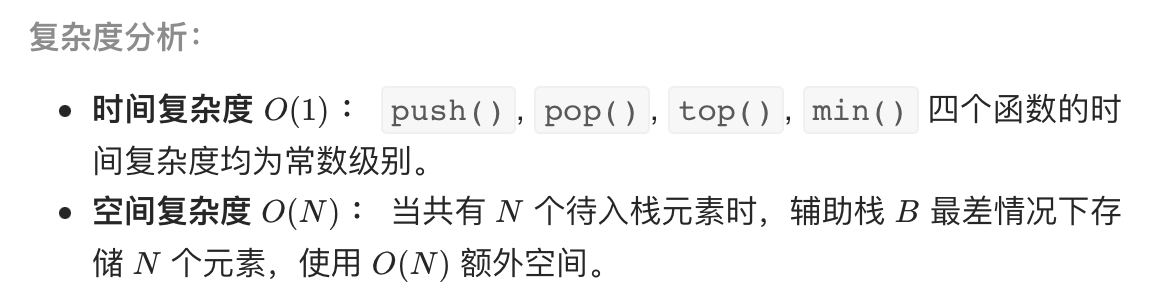 复杂度分析：
• 时间复杂度 O(1)： push(), pop(), top(), min() 四个函数的时
间复杂度均为常数级别。
• 空间复杂度 O(N)： 当共有 N 个待入栈元素时，辅助栈 B 最差情况下存
储 N 个元素，使用 O(N) 额外空间。